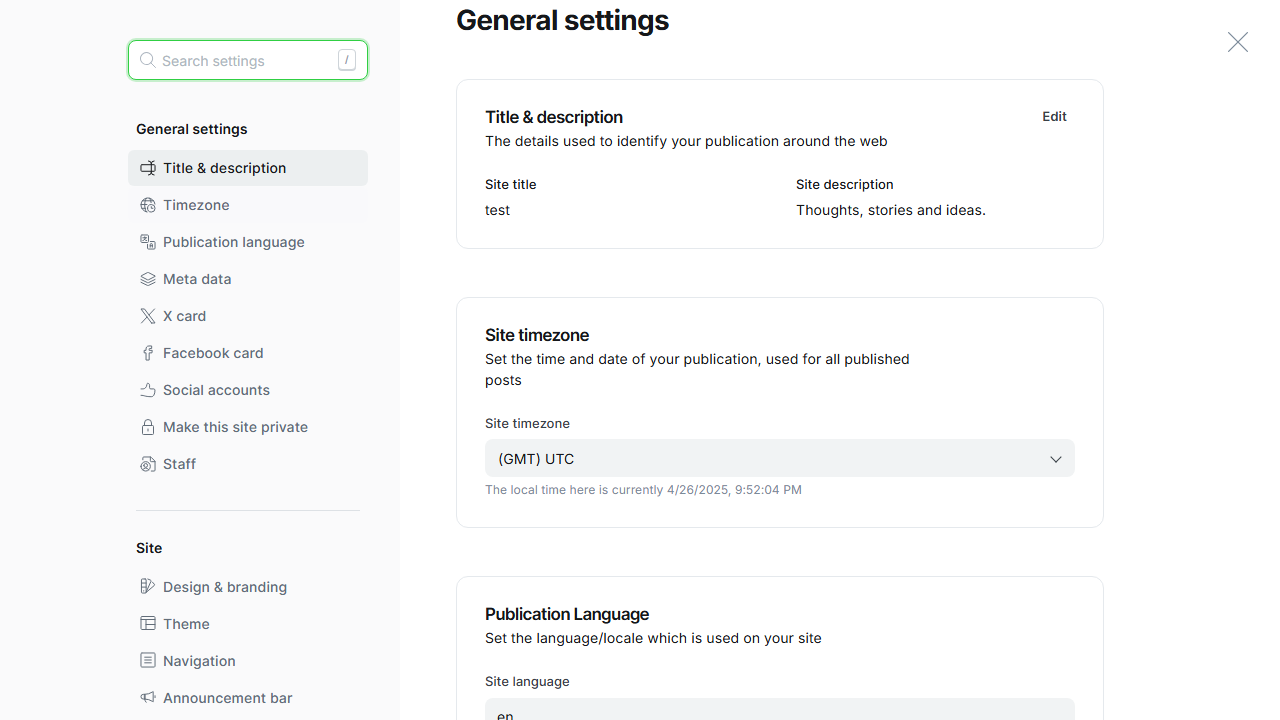 Search settings
/
General settings
Title & description
Timezone
Publication language
Meta data
X card
Facebook card
Social accounts
Make this site private
Staff
Site
Design & branding
Theme
Navigation
Announcement bar
General settings
Title & description
Edit
The details used to identify your publication around the web
Site title
Site description
test
Thoughts, stories and ideas.
Site timezone
Set the time and date of your publication, used for all published
posts
Site timezone
(GMT) UTC
The local time here is currently 4/26/2025, 9:52:04 PM
Publication Language
Set the language/locale which is used on your site
Site language
en